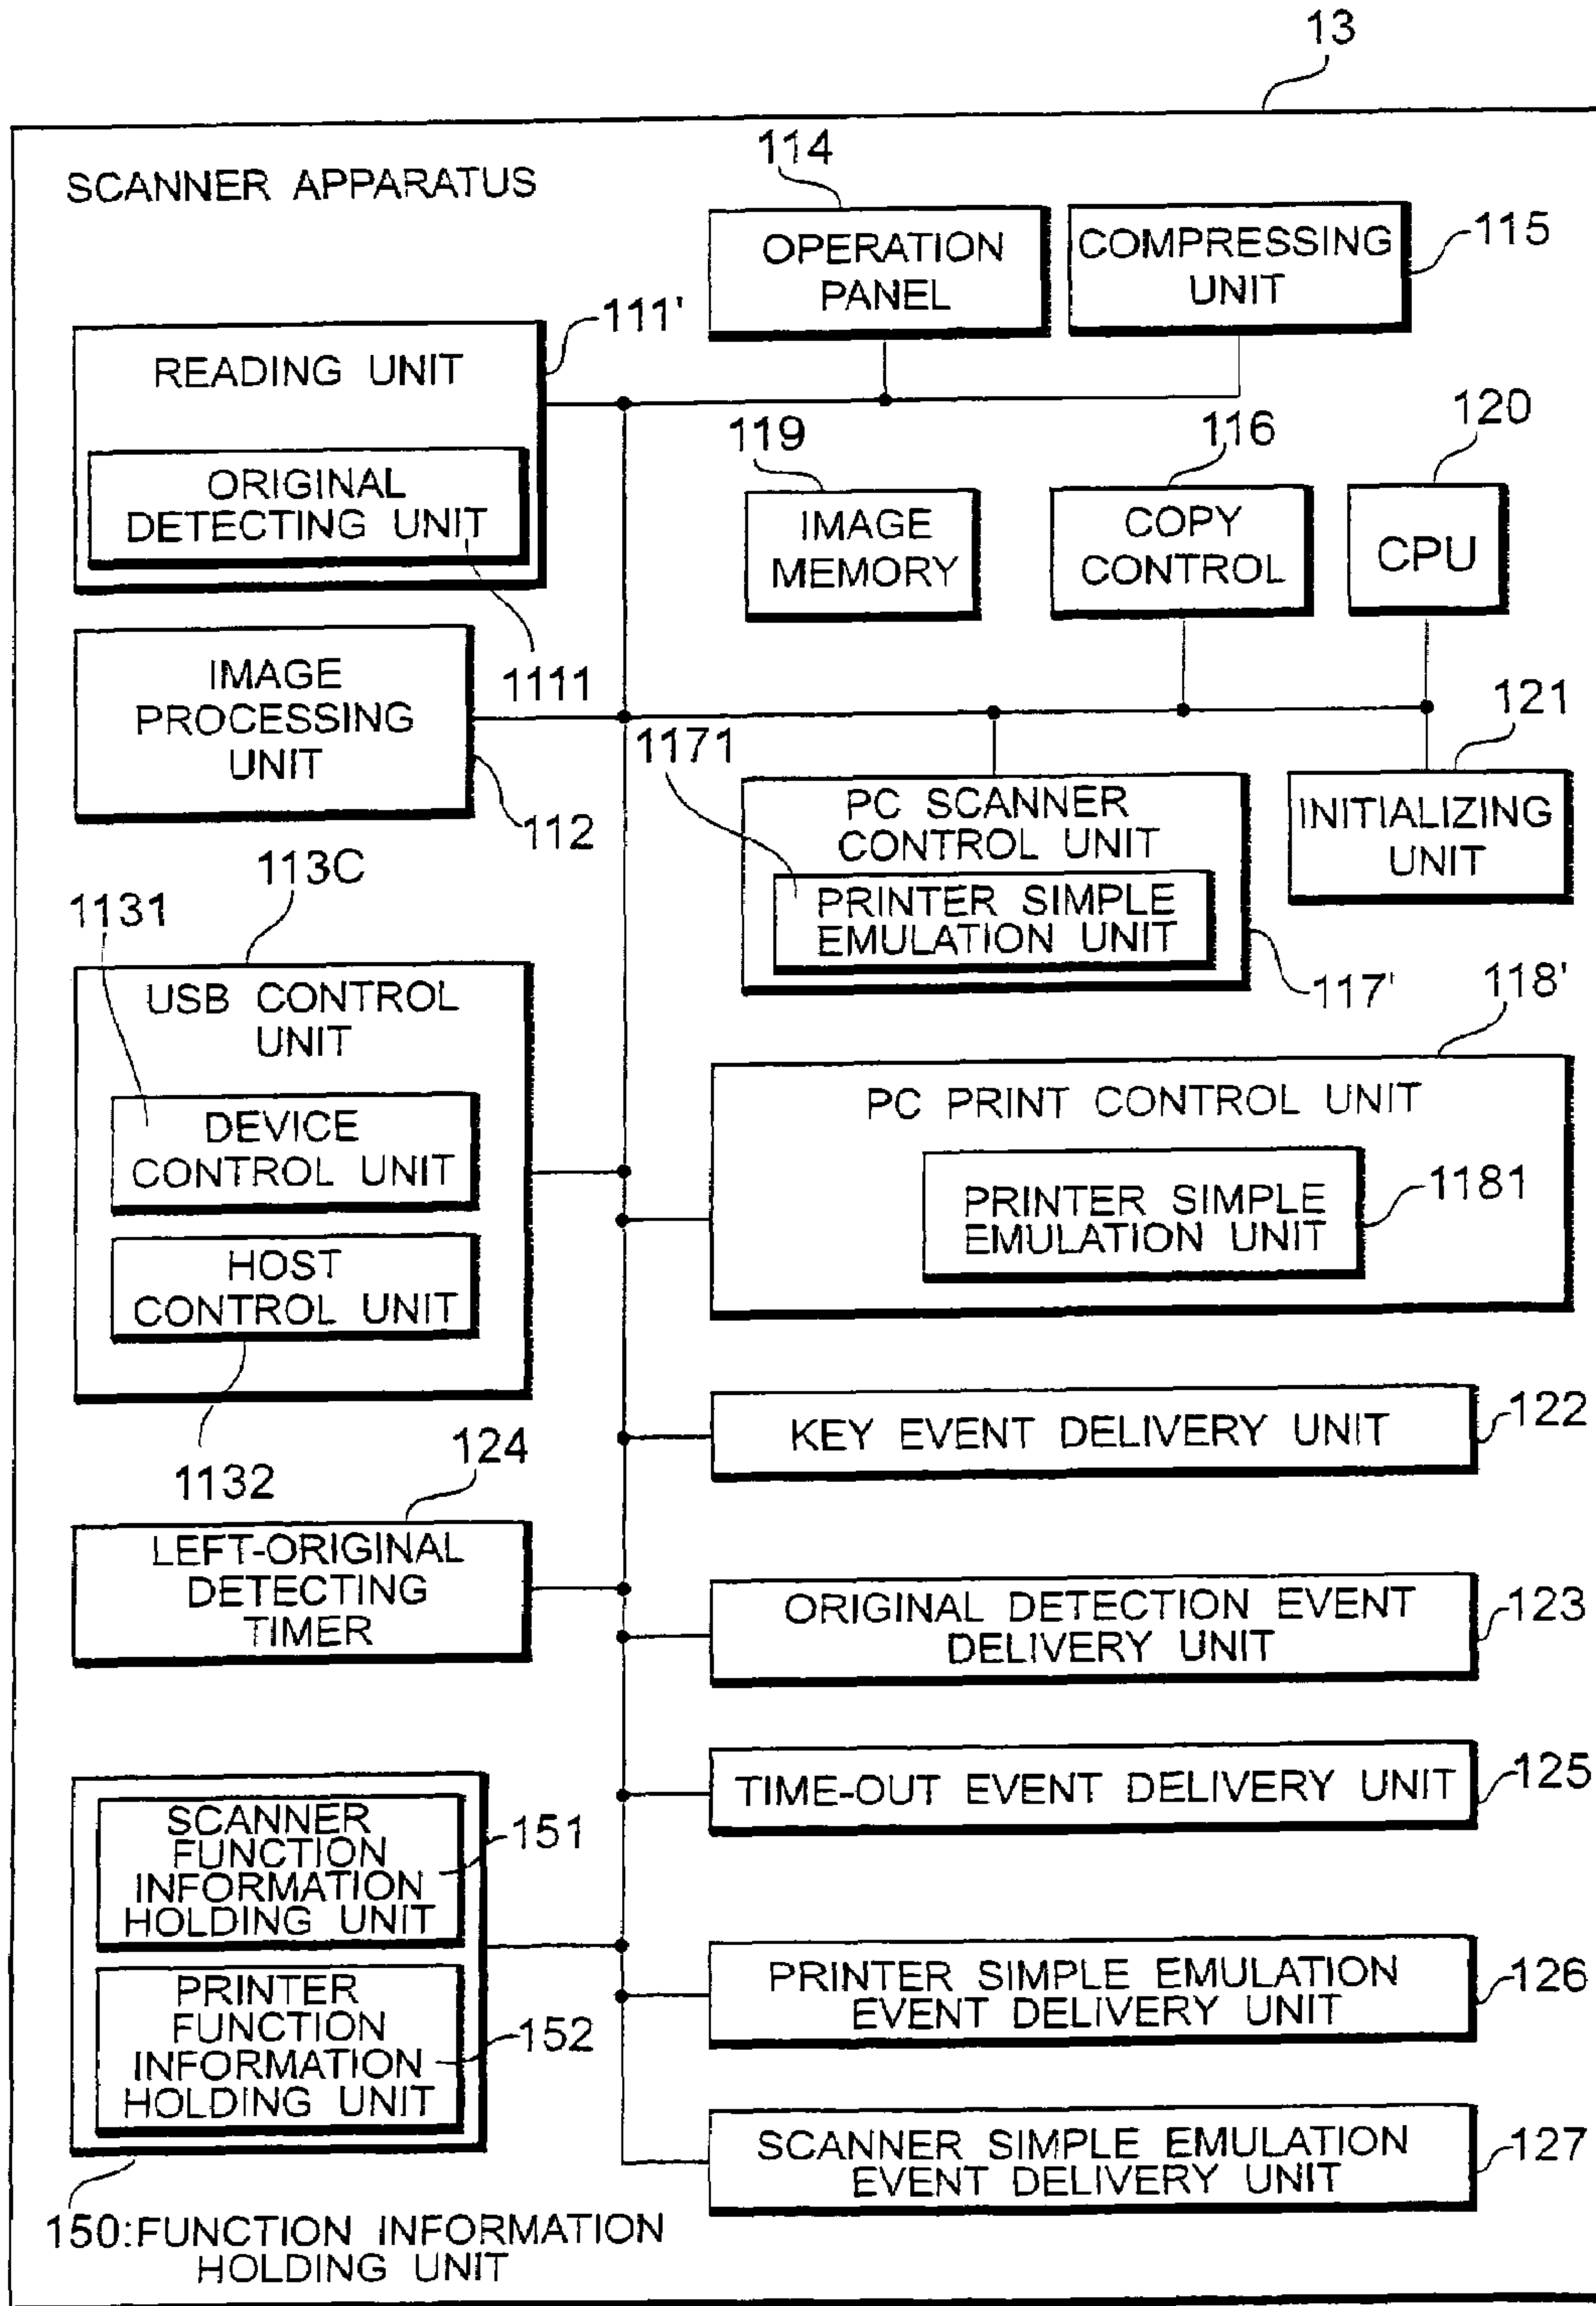 13
SCANNER APPARATUS
114
OPERATION
PANEL
COMPRESSING
UNIT
115
READING UNIT
111'
ORIGINAL
DETECTING UNIT
1111
119
IMAGE
MEMORY
116
COPY
CONTROL
120
CPU
IMAGE
PROCESSING
UNIT
112
1171
PC SCANNER
CONTROL UNIT
PRINTER SIMPLE
EMULATION UNIT
117'
121
INITIALIZING
UNIT
113C
1131
USB CONTROL
UNIT
DEVICE
CONTROL UNIT
HOST
CONTROL UNIT
1132
118'
PC PRINT CONTROL UNIT
PRINTER SIMPLE
EMULATION UNIT
1181
KEY EVENT DELIVERY UNIT
122
124
LEFT-ORIGINAL
DETECTING
TIMER
ORIGINAL DETECTION EVENT
DELIVERY UNIT
123
TIME-OUT EVENT DELIVERY UNIT
125
SCANNER
FUNCTION
INFORMATION
HOLDING UNIT
151
PRINTER
FUNCTION
INFORMATION
HOLDING UNIT
152
PRINTER SIMPLE EMULATION
EVENT DELIVERY UNIT
126
SCANNER SIMPLE EMULATION
EVENT DELIVERY UNIT
127
150:FUNCTION INFORMATION
HOLDING UNIT